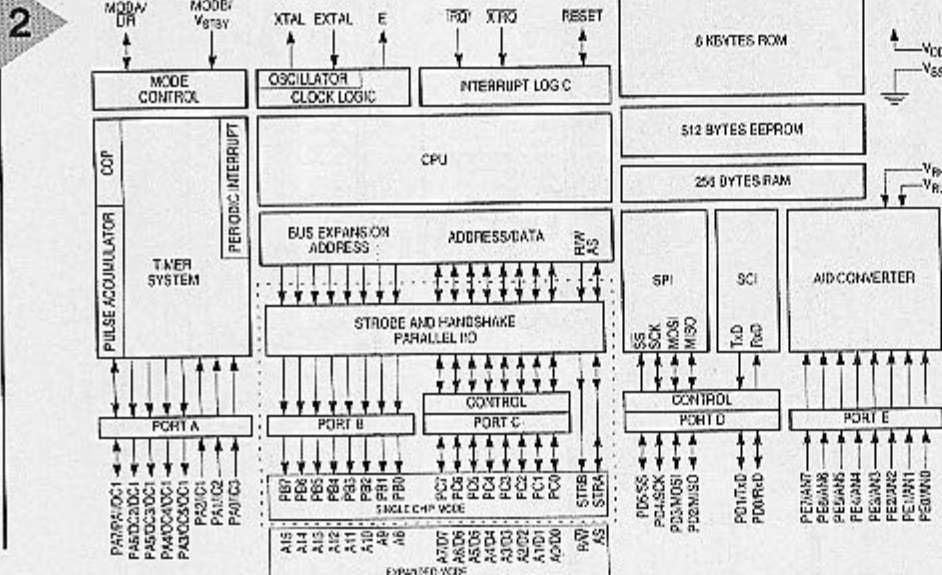 2
MODA/
LIR
MODB/
VSTBY
XTAL
EXTAL
E
IRQ
XIRQ
RESET
8 KBYTES ROM
MODE
CONTROL
OSCILLATOR
CLOCK LOGIC
INTERRUPT LOGIC
512 BYTES EEPROM
256 BYTES RAM
CPU
COP
PULSE ACCUMULATOR
PERIODIC INTERRUPT
TIMER
SYSTEM
BUS EXPANSION
ADDRESS
ADDRESS/DATA
R/W
AS
STROBE AND HANDSHAKE
PARALLEL I/O
SPI
SCI
A/D CONVERTER
SS
SCK
MOSI
MISO
TxD
RxD
CONTROL
CONTROL
PORT A
PORT B
PORT C
PORT D
PORT E
PA7/PAI/OC1
PA6/OC2/OC1
PA5/OC3/OC1
PA4/OC4/OC1
PA3/OC5/OC1
PA2/IC1
PA1/IC2
PA0/IC3
PB7
PB6
PB5
PB4
PB3
PB2
PB1
PB0
PC7
PC6
PC5
PC4
PC3
PC2
PC1
PC0
STRB
STRA
SINGLE CHIP MODE
PD5/SS
PD4/SCK
PD3/MOSI
PD2/MISO
PD1/TxD
PD0/RxD
PE7/AN7
PE6/AN6
PE5/AN5
PE4/AN4
PE3/AN3
PE2/AN2
PE1/AN1
PE0/AN0
A15
A14
A13
A12
A11
A10
A9
A8
A7/D7
A6/D6
A5/D5
A4/D4
A3/D3
A2/D2
A1/D1
A0/D0
R/W
AS
EXPANDED MODE